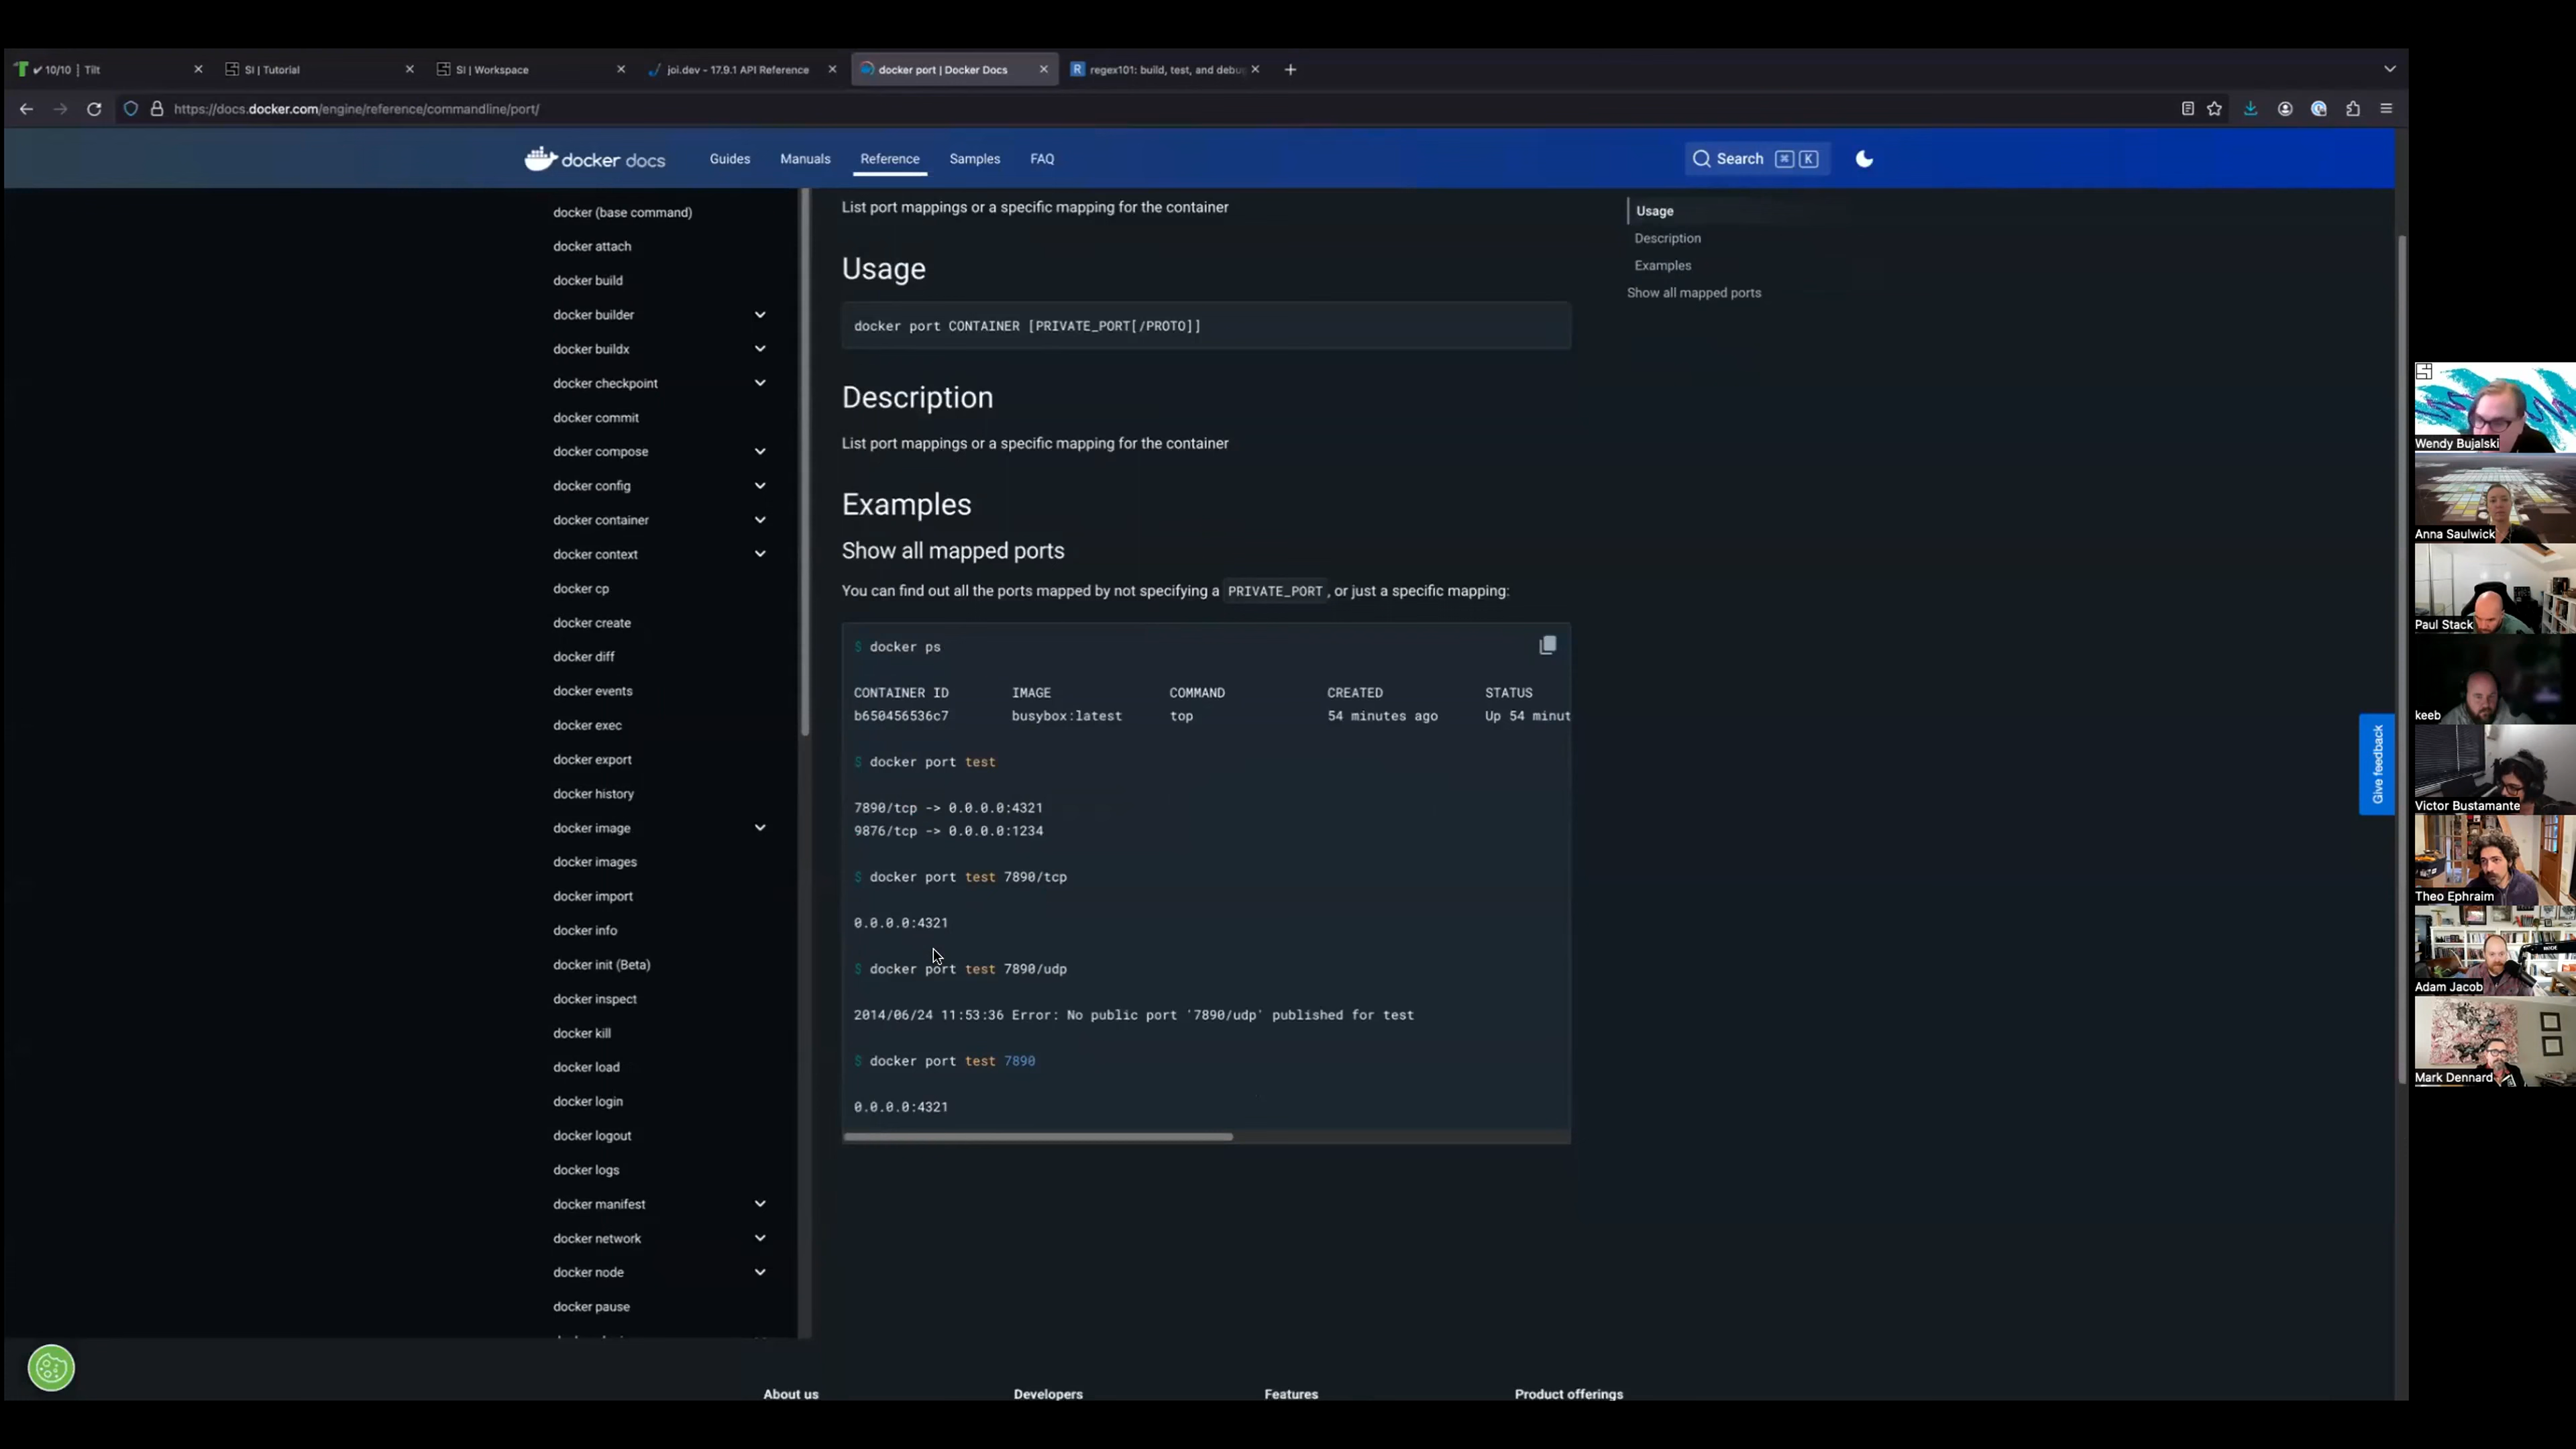 ✔ 10/10 | Tilt
SI | Tutorial
SI | Workspace
joi.dev - 17.9.1 API Reference
docker port | Docker Docs
regex101: build, test, and debu
https://docs.docker.com/engine/reference/commandline/port/
docker docs
Guides
Manuals
Reference
Samples
FAQ
Search ⌘ K
docker (base command)
docker attach
docker build
docker builder
docker buildx
docker checkpoint
docker commit
docker compose
docker config
docker container
docker context
docker cp
docker create
docker diff
docker events
docker exec
docker export
docker history
docker image
docker images
docker import
docker info
docker init (Beta)
docker inspect
docker kill
docker load
docker login
docker logout
docker logs
docker manifest
docker network
docker node
docker pause
List port mappings or a specific mapping for the container
Usage
docker port CONTAINER [PRIVATE_PORT[/PROTO]]
Description
List port mappings or a specific mapping for the container
Examples
Show all mapped ports
You can find out all the ports mapped by not specifying a PRIVATE_PORT, or just a specific mapping:
$ docker ps
CONTAINER ID IMAGE COMMAND CREATED STATUS
b650456536c7 busybox:latest top 54 minutes ago Up 54 minut
$ docker port test
7890/tcp -> 0.0.0.0:4321
9876/tcp -> 0.0.0.0:1234
$ docker port test 7890/tcp
0.0.0.0:4321
$ docker port test 7890/udp
2014/06/24 11:53:36 Error: No public port '7890/udp' published for test
$ docker port test 7890
0.0.0.0:4321
Usage
Description
Examples
Show all mapped ports
Give feedback
About us
Developers
Features
Product offerings
Wendy Bujalski
Anna Saulwick
Paul Stack
keeb
Victor Bustamante
Theo Ephraim
Adam Jacob
Mark Dennard